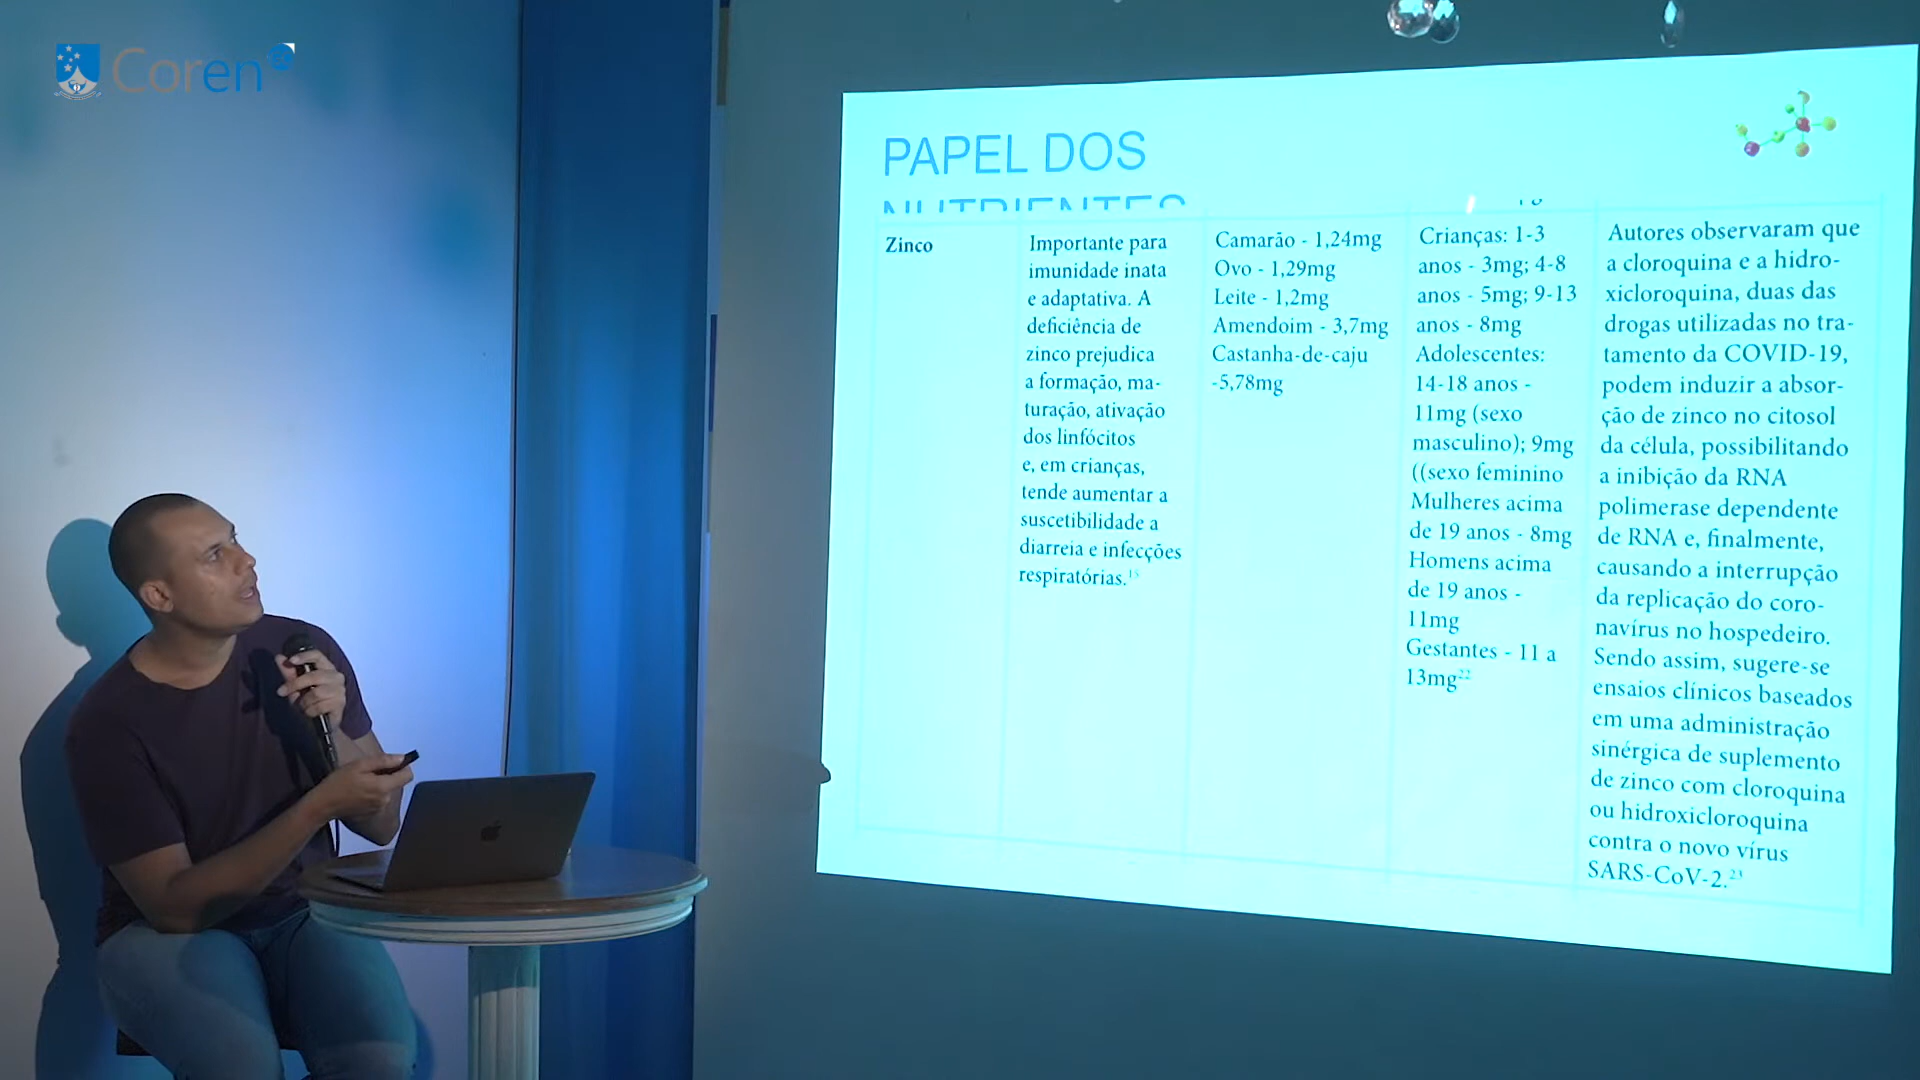 Coren
PAPEL DOS
NUTRIENTES
Zinco
Importante para
imunidade inata
e adaptativa. A
deficiência de
zinco prejudica
a formação, ma-
turação, ativação
dos linfócitos
e, em crianças,
tende aumentar a
suscetibilidade a
diarreia e infecções
respiratórias.15
Camarão - 1,24mg
Ovo - 1,29mg
Leite - 1,2mg
Amendoim - 3,7mg
Castanha-de-caju
-5,78mg
Crianças: 1-3
anos - 3mg; 4-8
anos - 5mg; 9-13
anos - 8mg
Adolescentes:
14-18 anos -
11mg (sexo
masculino); 9mg
((sexo feminino
Mulheres acima
de 19 anos - 8mg
Homens acima
de 19 anos -
11mg
Gestantes - 11 a
13mg22
Autores observaram que
a cloroquina e a hidro-
xicloroquina, duas das
drogas utilizadas no tra-
tamento da COVID-19,
podem induzir a absor-
ção de zinco no citosol
da célula, possibilitando
a inibição da RNA
polimerase dependente
de RNA e, finalmente,
causando a interrupção
da replicação do coro-
navírus no hospedeiro.
Sendo assim, sugere-se
ensaios clínicos baseados
em uma administração
sinérgica de suplemento
de zinco com cloroquina
ou hidroxicloroquina
contra o novo vírus
SARS-CoV-2.23